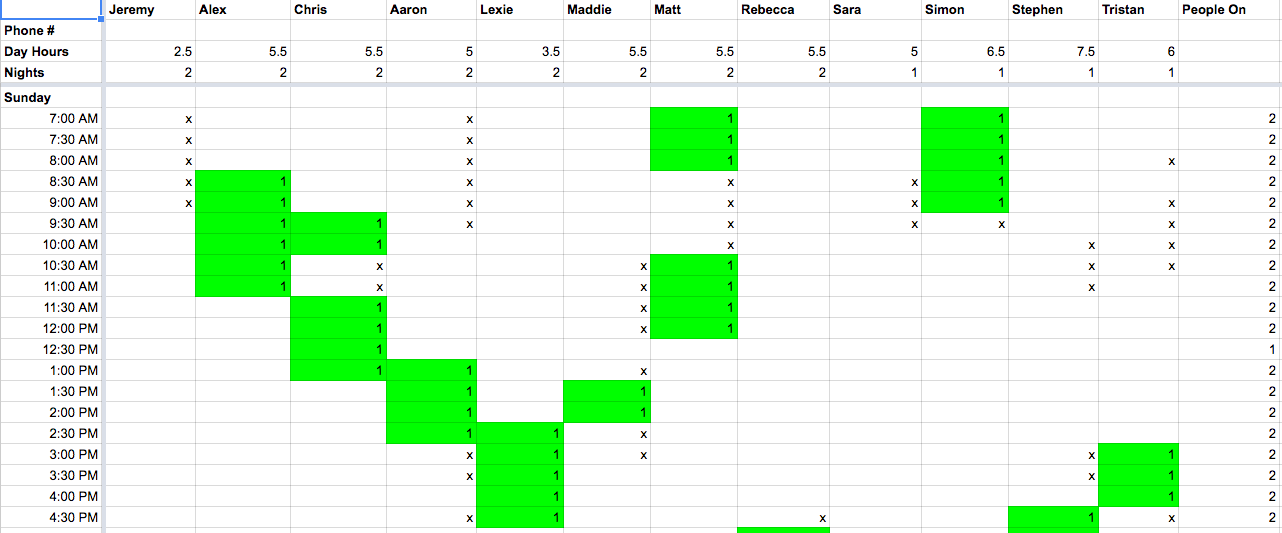 Jeremy Alex Chris Aaron Lexie Maddie Matt Rebecca Sara Simon Stephen Tristan People On
Phone #
Day Hours 2.5 5.5 5.5 5 3.5 5.5 5.5 5.5 5 6.5 7.5 6
Nights 2 2 2 2 2 2 2 2 1 1 1 1
Sunday
7:00 AM x x 1 1 2
7:30 AM x x 1 1 2
8:00 AM x x 1 1 x 2
8:30 AM x 1 x x x 1 2
9:00 AM x 1 x x x 1 x 2
9:30 AM 1 1 x x x x x 2
10:00 AM 1 1 x x x 2
10:30 AM 1 x x 1 x x 2
11:00 AM 1 x x 1 x 2
11:30 AM 1 x 1 2
12:00 PM 1 x 1 2
12:30 PM 1 1
1:00 PM 1 1 x 2
1:30 PM 1 1 2
2:00 PM 1 1 2
2:30 PM 1 1 x 2
3:00 PM x 1 x x 1 2
3:30 PM x 1 x 1 2
4:00 PM 1 1 2
4:30 PM x 1 x 1 x 2